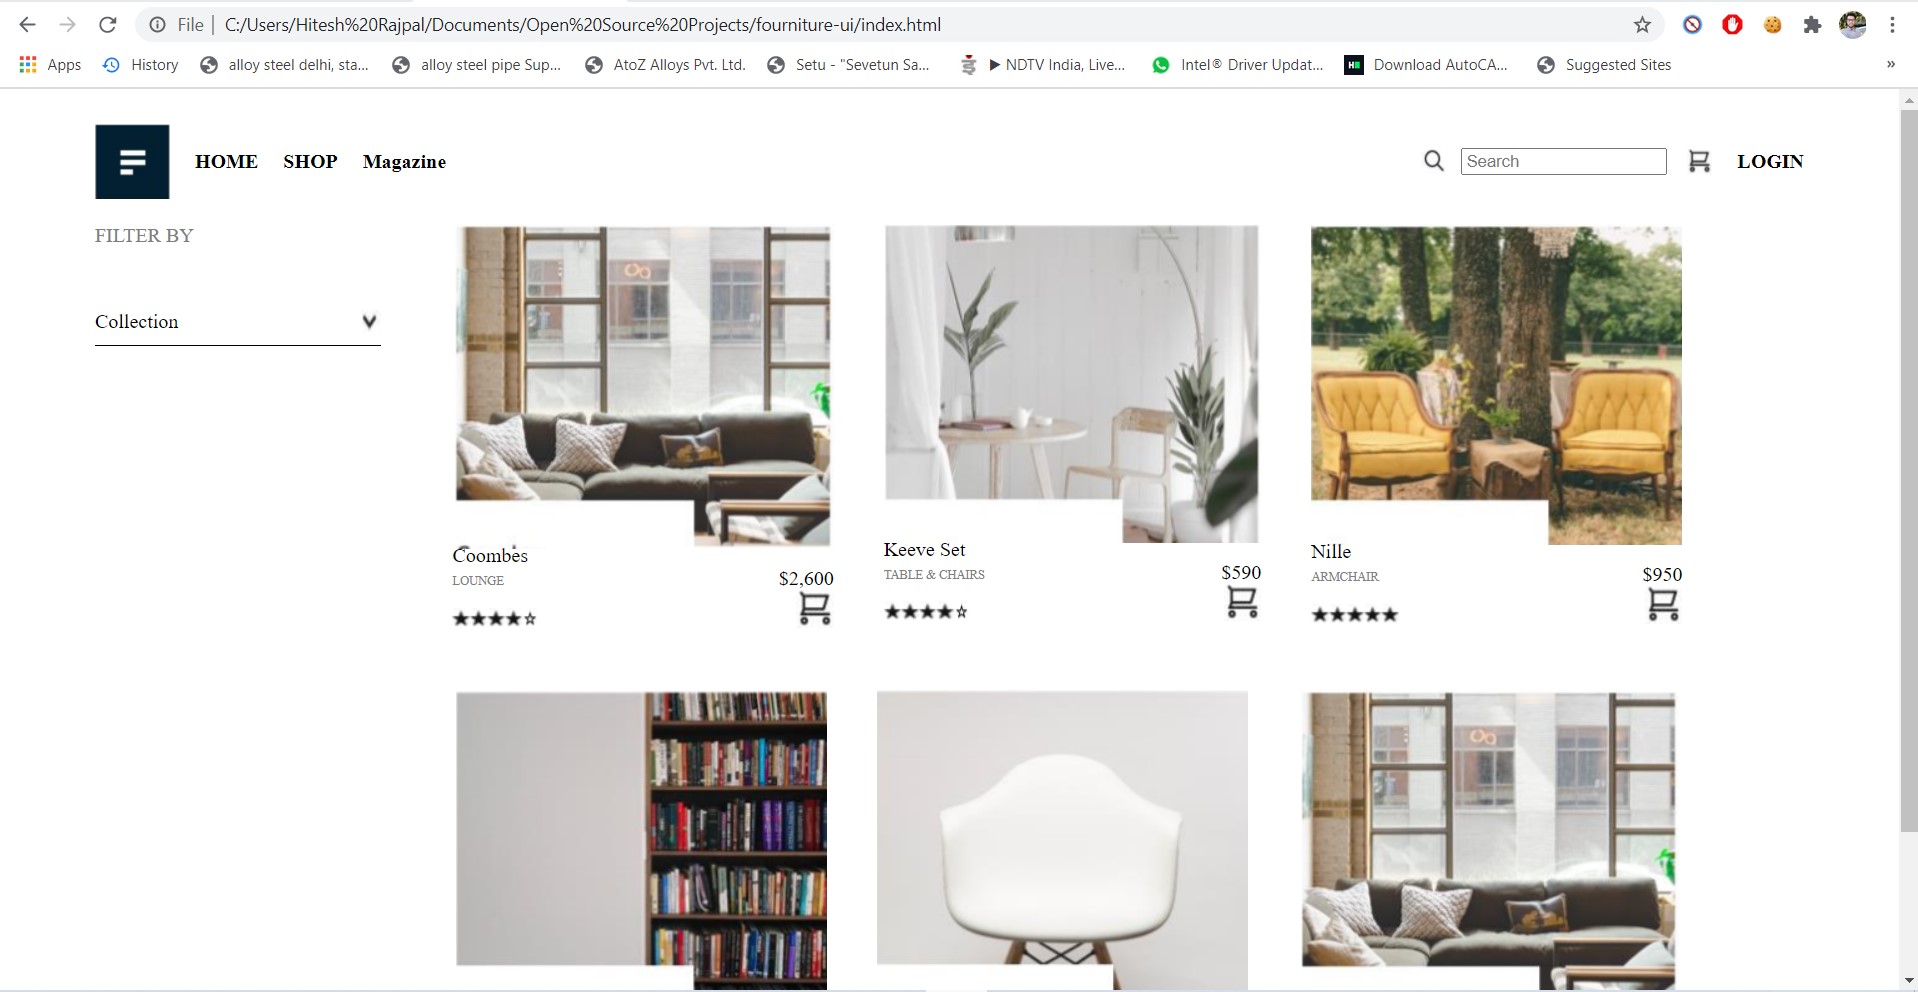 File | C:/Users/Hitesh%20Rajpal/Documents/Open%20Source%20Projects/fourniture-ui/index.html
Apps History alloy steel delhi, sta... alloy steel pipe Sup... AtoZ Alloys Pvt. Ltd. Setu - "Sevetun Sa... ▶ NDTV India, Live... Intel® Driver Updat... Download AutoCA... Suggested Sites »
HOME SHOP Magazine Search LOGIN
FILTER BY
Collection
Coombes
LOUNGE
$2,600
★★★★☆
Keeve Set
TABLE & CHAIRS
$590
★★★★☆
Nille
ARMCHAIR
$950
★★★★★